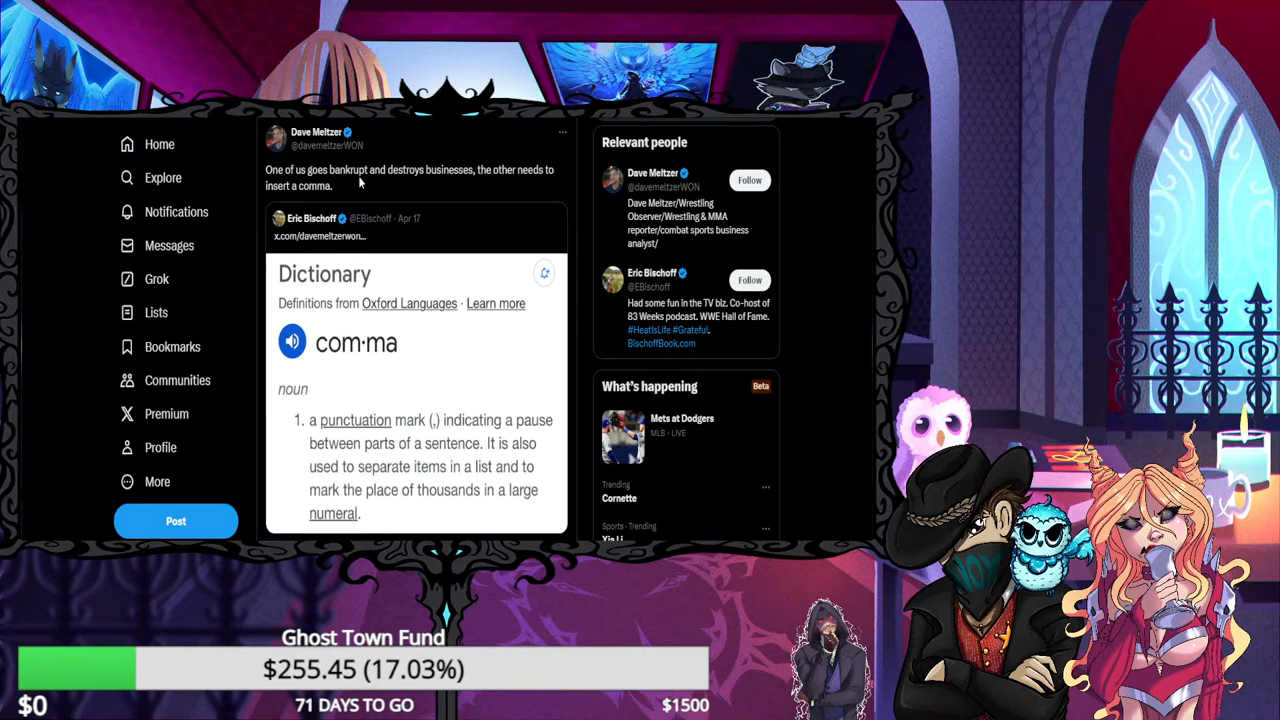 Home
Explore
Notifications
Messages
Grok
Lists
Bookmarks
Communities
Premium
Profile
More
Post
Dave Meltzer
@davemeltzerWON
One of us goes bankrupt and destroys businesses, the other needs to
insert a comma.
Eric Bischoff @EBischoff · Apr 17
x.com/davemeltzerwon...
Dictionary
Definitions from Oxford Languages · Learn more
com·ma
noun
1. a punctuation mark (,) indicating a pause
between parts of a sentence. It is also
used to separate items in a list and to
mark the place of thousands in a large
numeral.
Relevant people
Dave Meltzer
@davemeltzerWON
Follow
Dave Meltzer/Wrestling
Observer/Wrestling & MMA
reporter/combat sports business
analyst/
Eric Bischoff
@EBischoff
Follow
Had some fun in the TV biz. Co-host of
83 Weeks podcast. WWE Hall of Fame.
#HeatIsLife #Grateful.
BischoffBook.com
What's happening
Beta
Mets at Dodgers
MLB · LIVE
Trending
Cornette
Sports · Trending
Xia Li
Ghost Town Fund
$255.45 (17.03%)
$0
71 DAYS TO GO
$1500